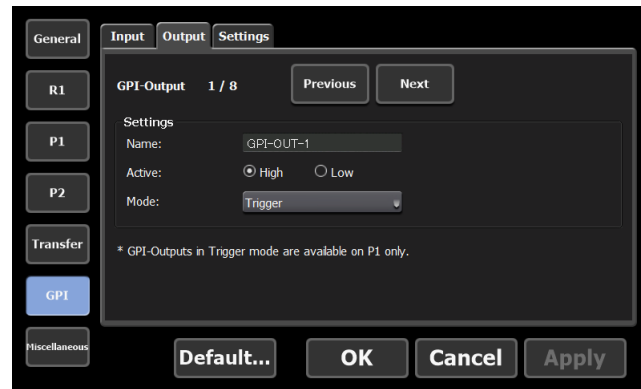 General
R1
P1
P2
Transfer
GPI
Miscellaneous
Input Output Settings
GPI-Output 1 / 8 Previous Next
Settings
Name: GPI-OUT-1
Active: High Low
Mode: Trigger
* GPI-Outputs in Trigger mode are available on P1 only.
Default... OK Cancel Apply